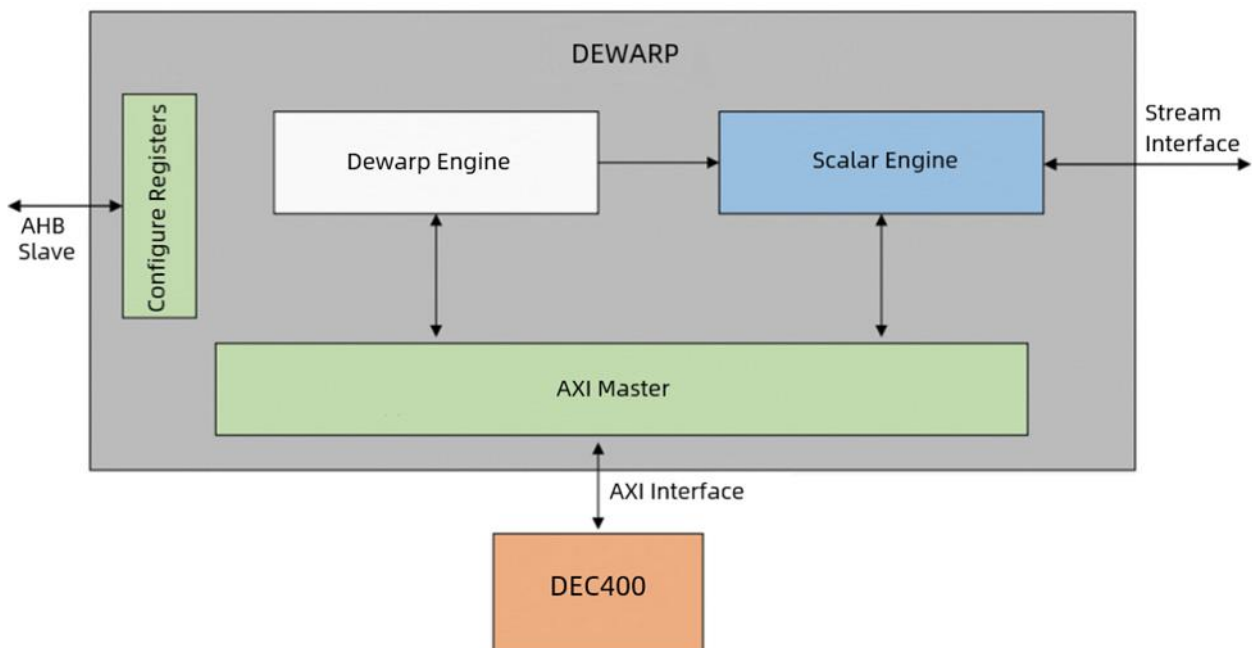 DEWARP
Configure Registers
Dewarp Engine
Scalar Engine
Stream
Interface
AHB
Slave
AXI Master
AXI Interface
DEC400